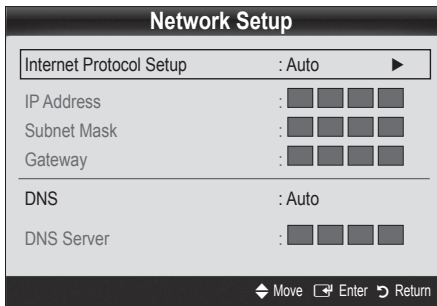 Network Setup
Internet Protocol Setup : Auto ▶
IP Address :
Subnet Mask :
Gateway :
DNS : Auto
DNS Server :
Move Enter Return